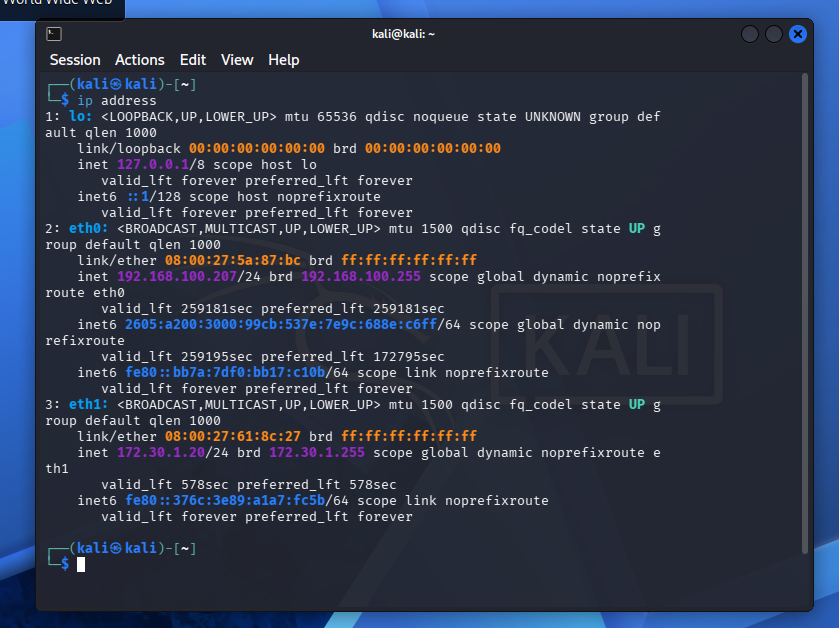 World Wide Web
kali@kali: ~
Session Actions Edit View Help
┌──(kali㉿kali)-[~]
└─$ ip address
1: lo: <LOOPBACK,UP,LOWER_UP> mtu 65536 qdisc noqueue state UNKNOWN group def
ault qlen 1000
    link/loopback 00:00:00:00:00:00 brd 00:00:00:00:00:00
    inet 127.0.0.1/8 scope host lo
       valid_lft forever preferred_lft forever
    inet6 ::1/128 scope host noprefixroute
       valid_lft forever preferred_lft forever
2: eth0: <BROADCAST,MULTICAST,UP,LOWER_UP> mtu 1500 qdisc fq_codel state UP g
roup default qlen 1000
    link/ether 08:00:27:5a:87:bc brd ff:ff:ff:ff:ff:ff
    inet 192.168.100.207/24 brd 192.168.100.255 scope global dynamic noprefix
route eth0
       valid_lft 259181sec preferred_lft 259181sec
    inet6 2605:a200:3000:99cb:537e:7e9c:688e:c6ff/64 scope global dynamic nop
refixroute
       valid_lft 259195sec preferred_lft 172795sec
    inet6 fe80::bb7a:7df0:bb17:c10b/64 scope link noprefixroute
       valid_lft forever preferred_lft forever
3: eth1: <BROADCAST,MULTICAST,UP,LOWER_UP> mtu 1500 qdisc fq_codel state UP g
roup default qlen 1000
    link/ether 08:00:27:61:8c:27 brd ff:ff:ff:ff:ff:ff
    inet 172.30.1.20/24 brd 172.30.1.255 scope global dynamic noprefixroute e
th1
       valid_lft 578sec preferred_lft 578sec
    inet6 fe80::376c:3e89:a1a7:fc5b/64 scope link noprefixroute
       valid_lft forever preferred_lft forever
┌──(kali㉿kali)-[~]
└─$
KALI